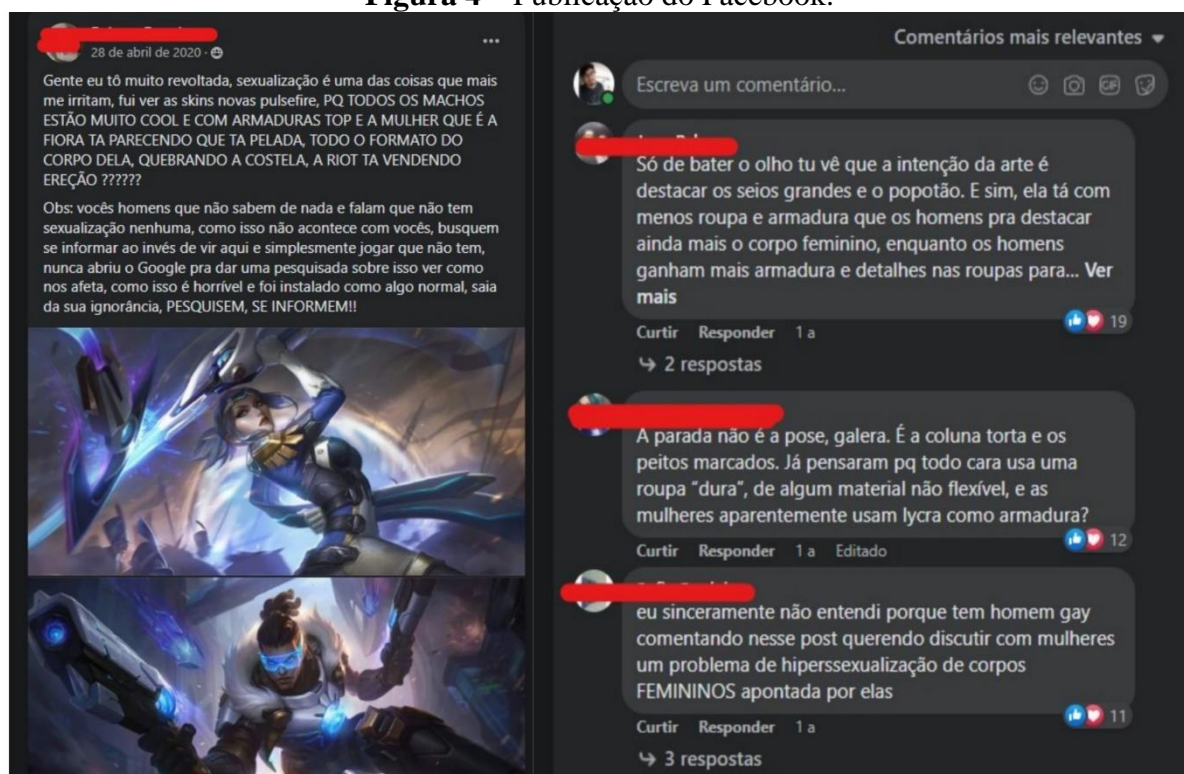 Figura 4 – Publicação do Facebook.
28 de abril de 2020 ·
Gente eu tô muito revoltada, sexualização é uma das coisas que mais
me irritam, fui ver as skins novas pulsefire, PQ TODOS OS MACHOS
ESTÃO MUITO COOL E COM ARMADURAS TOP E A MULHER QUE É A
FIORA TA PARECENDO QUE TA PELADA, TODO O FORMATO DO
CORPO DELA, QUEBRANDO A COSTELA, A RIOT TA VENDENDO
EREÇÃO ??????
Obs: vocês homens que não sabem de nada e falam que não tem
sexualização nenhuma, como isso não acontece com vocês, busquem
se informar ao invés de vir aqui e simplesmente jogar que não tem,
nunca abriu o Google pra dar uma pesquisada sobre isso ver como
nos afeta, como isso é horrível e foi instalado como algo normal, saia
da sua ignorância, PESQUISEM, SE INFORMEM!!
Comentários mais relevantes
Escreva um comentário...
GIF
Só de bater o olho tu vê que a intenção da arte é
destacar os seios grandes e o popotão. E sim, ela tá com
menos roupa e armadura que os homens pra destacar
ainda mais o corpo feminino, enquanto os homens
ganham mais armadura e detalhes nas roupas para... Ver
mais
19
Curtir Responder 1 a
2 respostas
A parada não é a pose, galera. É a coluna torta e os
peitos marcados. Já pensaram pq todo cara usa uma
roupa “dura”, de algum material não flexível, e as
mulheres aparentemente usam lycra como armadura?
12
Curtir Responder 1 a Editado
eu sinceramente não entendi porque tem homem gay
comentando nesse post querendo discutir com mulheres
um problema de hiperssexualização de corpos
FEMININOS apontada por elas
11
Curtir Responder 1 a
3 respostas